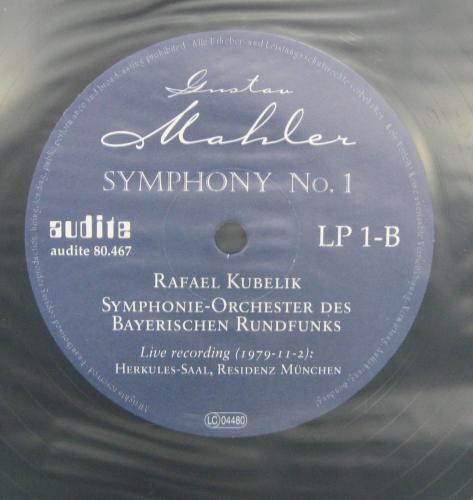 Gustav
Mahler
SYMPHONY No. 1
audite
audite 80.467
LP 1-B
RAFAEL KUBELIK
SYMPHONIE-ORCHESTER DES
BAYERISCHEN RUNDFUNKS
Live recording (1979-11-2):
HERKULES-SAAL, RESIDENZ MÜNCHEN
LC 04480